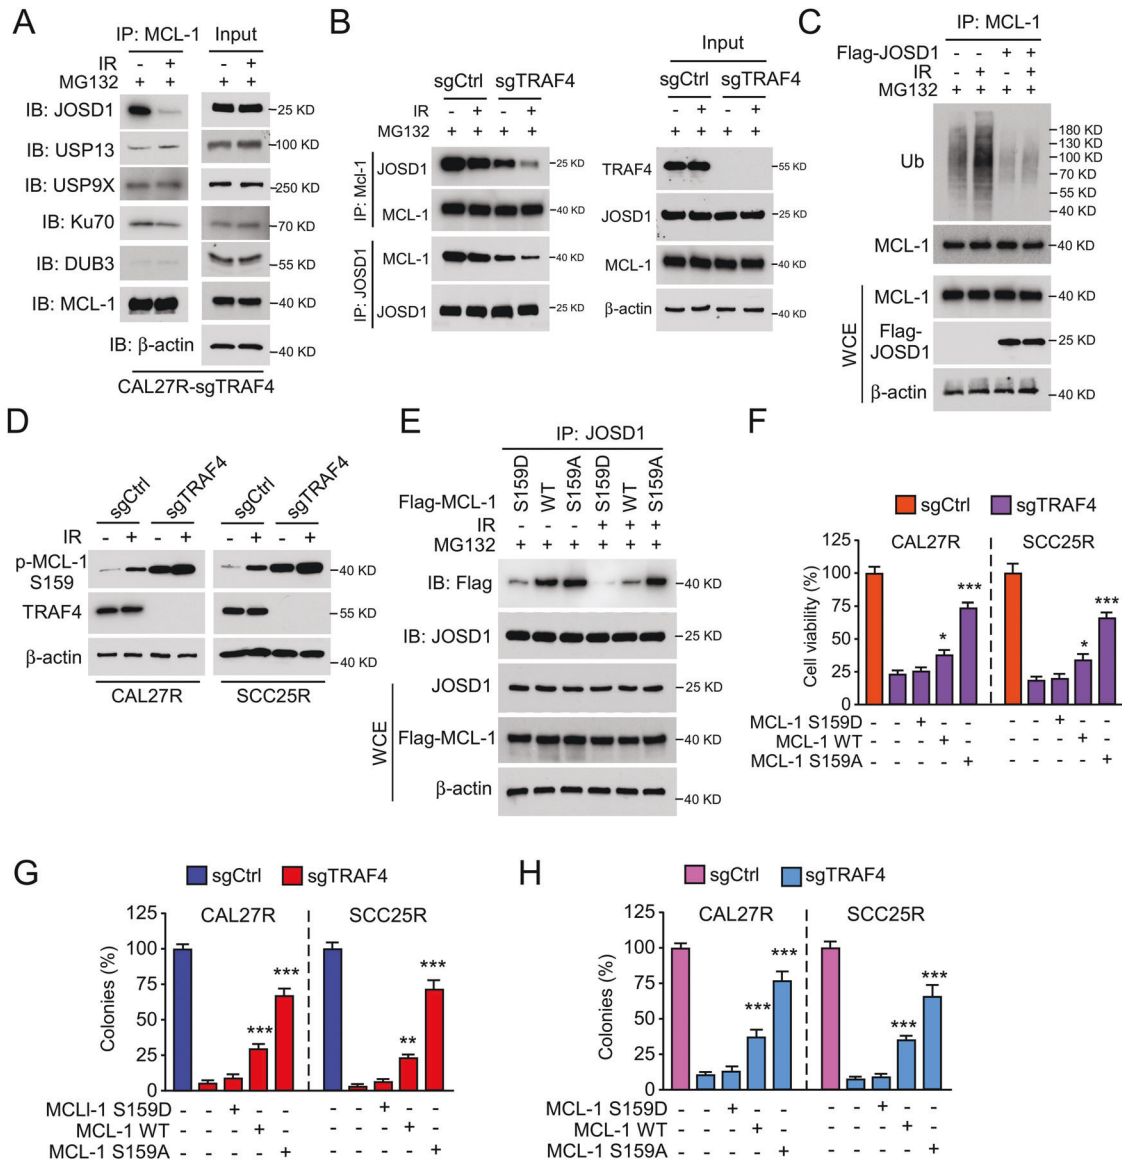 A
IP: MCL-1 Input
IR - + - +
MG132 + + + +
IB: JOSD1 25 KD
IB: USP13 100 KD
IB: USP9X 250 KD
IB: Ku70 70 KD
IB: DUB3 55 KD
IB: MCL-1 40 KD
IB: β-actin 40 KD
CAL27R-sgTRAF4
B
Input
sgCtrl sgTRAF4 sgCtrl sgTRAF4
IR - + - + - + - +
MG132 + + + + + + + +
IP: Mcl-1
JOSD1 25 KD
MCL-1 40 KD
IP: JOSD1
MCL-1 40 KD
JOSD1 25 KD
TRAF4 55 KD
JOSD1 25 KD
MCL-1 40 KD
β-actin 40 KD
C
IP: MCL-1
Flag-JOSD1 - - + +
IR - + - +
MG132 + + + +
Ub
180 KD
130 KD
100 KD
70 KD
55 KD
40 KD
MCL-1 40 KD
WCE
MCL-1 40 KD
Flag-
JOSD1 25 KD
β-actin 40 KD
D
sgCtrl sgTRAF4 sgCtrl sgTRAF4
IR - + - + - + - +
p-MCL-1
S159 40 KD
TRAF4 55 KD
β-actin 40 KD
CAL27R SCC25R
E
IP: JOSD1
Flag-MCL-1 S159D WT S159A S159D WT S159A
IR - - - + + +
MG132 + + + + + +
IB: Flag 40 KD
IB: JOSD1 25 KD
WCE
JOSD1 25 KD
Flag-MCL-1 40 KD
β-actin 40 KD
F
sgCtrl sgTRAF4
CAL27R SCC25R
Cell viability (%)
125
100
75
50
25
0
* *** * ***
MCL-1 S159D - - + - - - - + - -
MCL-1 WT - - - + - - - - + -
MCL-1 S159A - - - - + - - - - +
G
sgCtrl sgTRAF4
CAL27R SCC25R
Colonies (%)
125
100
75
50
25
0
*** *** ** ***
MCLI-1 S159D - - + - - - - + - -
MCL-1 WT - - - + - - - - + -
MCL-1 S159A - - - - + - - - - +
H
sgCtrl sgTRAF4
CAL27R SCC25R
Colonies (%)
125
100
75
50
25
0
*** *** *** ***
MCL-1 S159D - - + - - - - + - -
MCL-1 WT - - - + - - - - + -
MCL-1 S159A - - - - + - - - - +